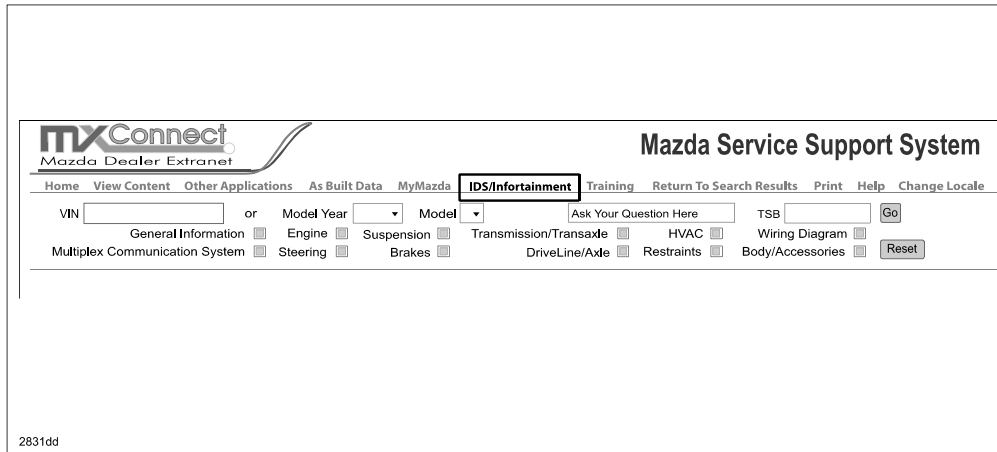 mxConnect
Mazda Dealer Extranet
Mazda Service Support System
Home View Content Other Applications As Built Data MyMazda IDS/Infortainment Training Return To Search Results Print Help Change Locale
VIN or Model Year Model Ask Your Question Here TSB Go
General Information Engine Suspension Transmission/Transaxle HVAC Wiring Diagram
Multiplex Communication System Steering Brakes DriveLine/Axle Restraints Body/Accessories Reset
2831dd